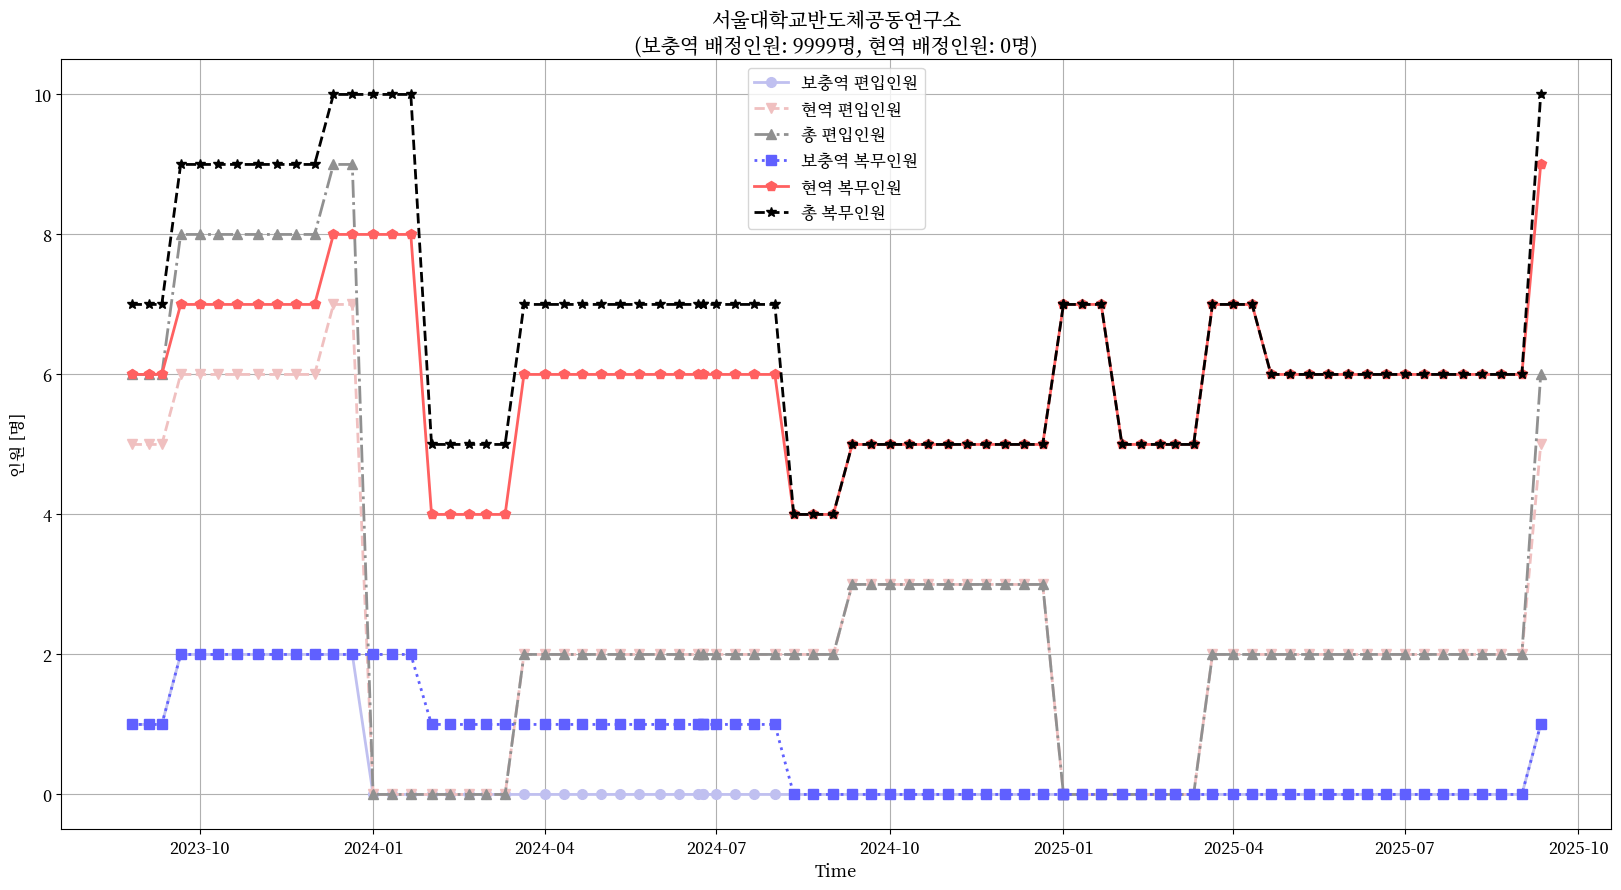 서울대학교반도체공동연구소
(보충역 배정인원: 9999명, 현역 배정인원: 0명)
보충역 편입인원
현역 편입인원
총 편입인원
보충역 복무인원
현역 복무인원
총 복무인원
인원 [명]
10
8
6
4
2
0
2023-10
2024-01
2024-04
2024-07
2024-10
2025-01
2025-04
2025-07
2025-10
Time